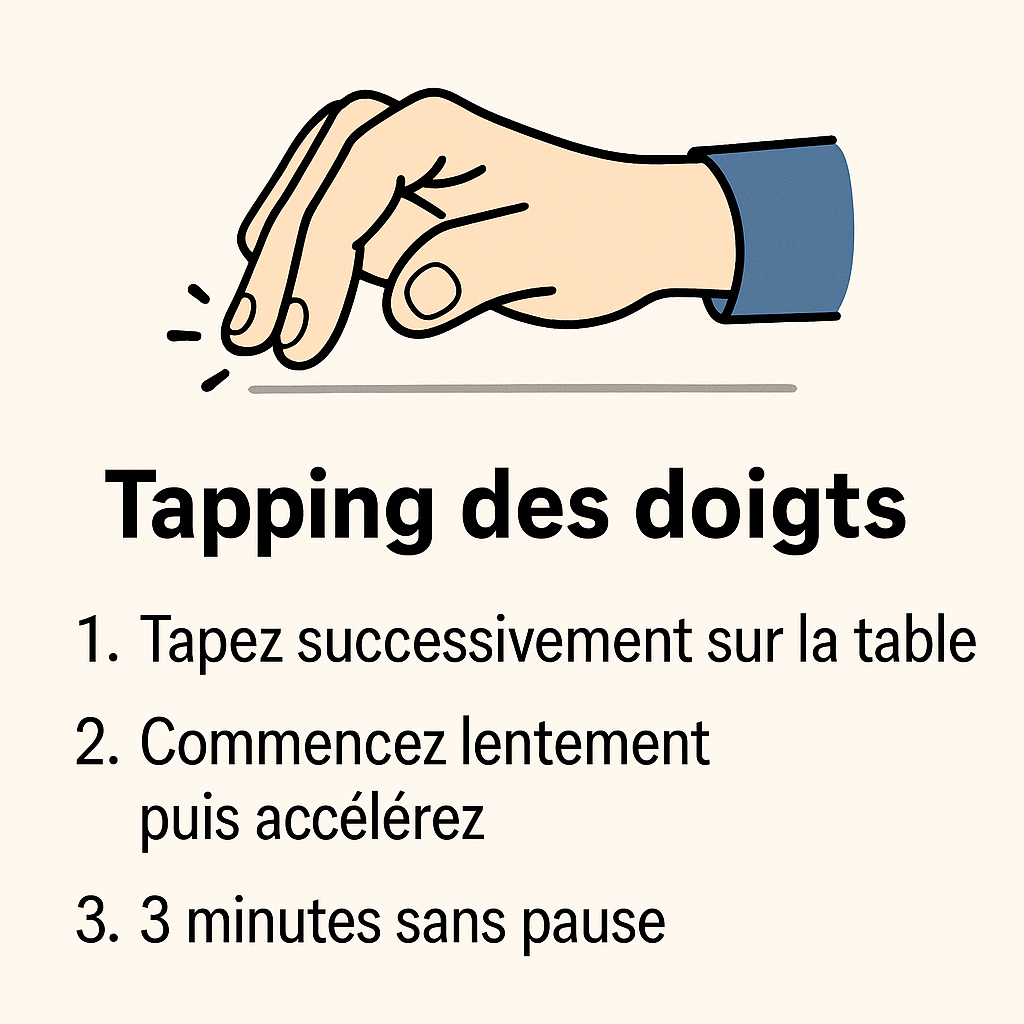 Tapping des doigts
1. Tapez successivement sur la table
2. Commencez lentement
puis accélérez
3. 3 minutes sans pause